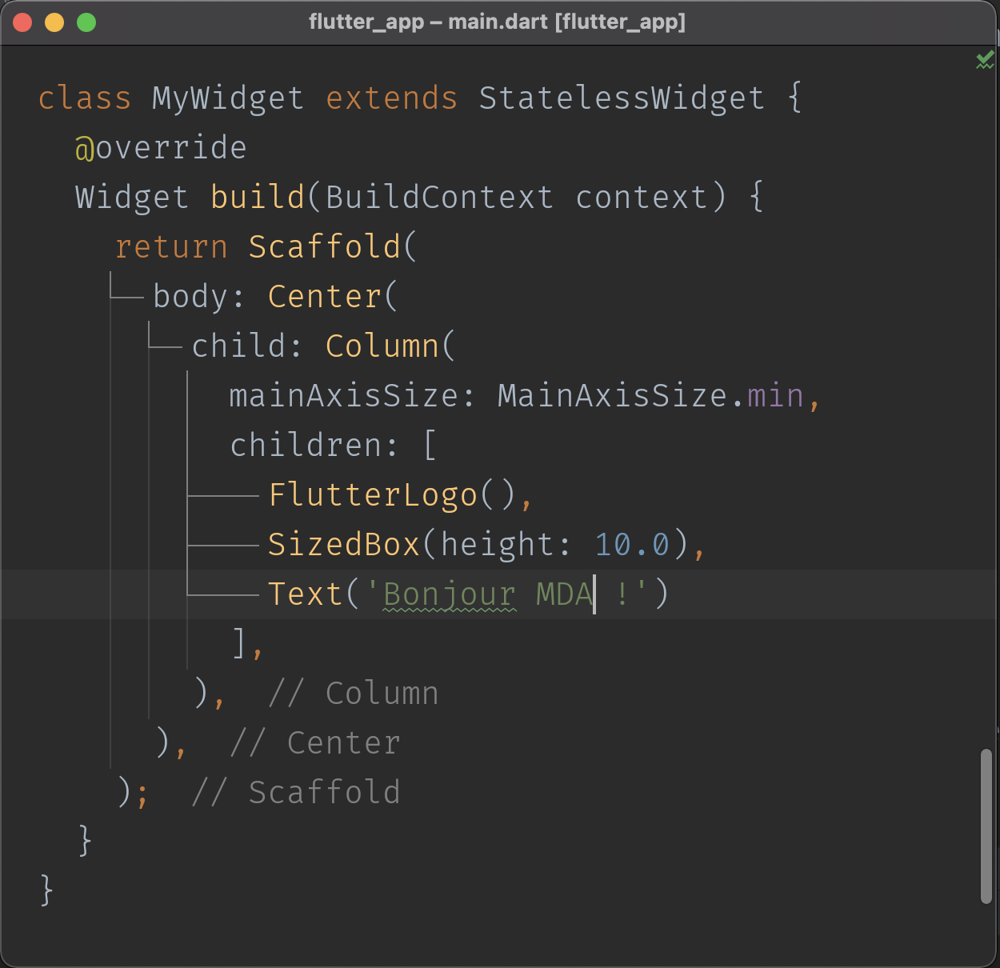 flutter_app – main.dart [flutter_app]
class MyWidget extends StatelessWidget {
@override
Widget build(BuildContext context) {
return Scaffold(
body: Center(
child: Column(
mainAxisSize: MainAxisSize.min,
children: [
FlutterLogo(),
SizedBox(height: 10.0),
Text('Bonjour MDA !')
],
), // Column
), // Center
); // Scaffold
}
}